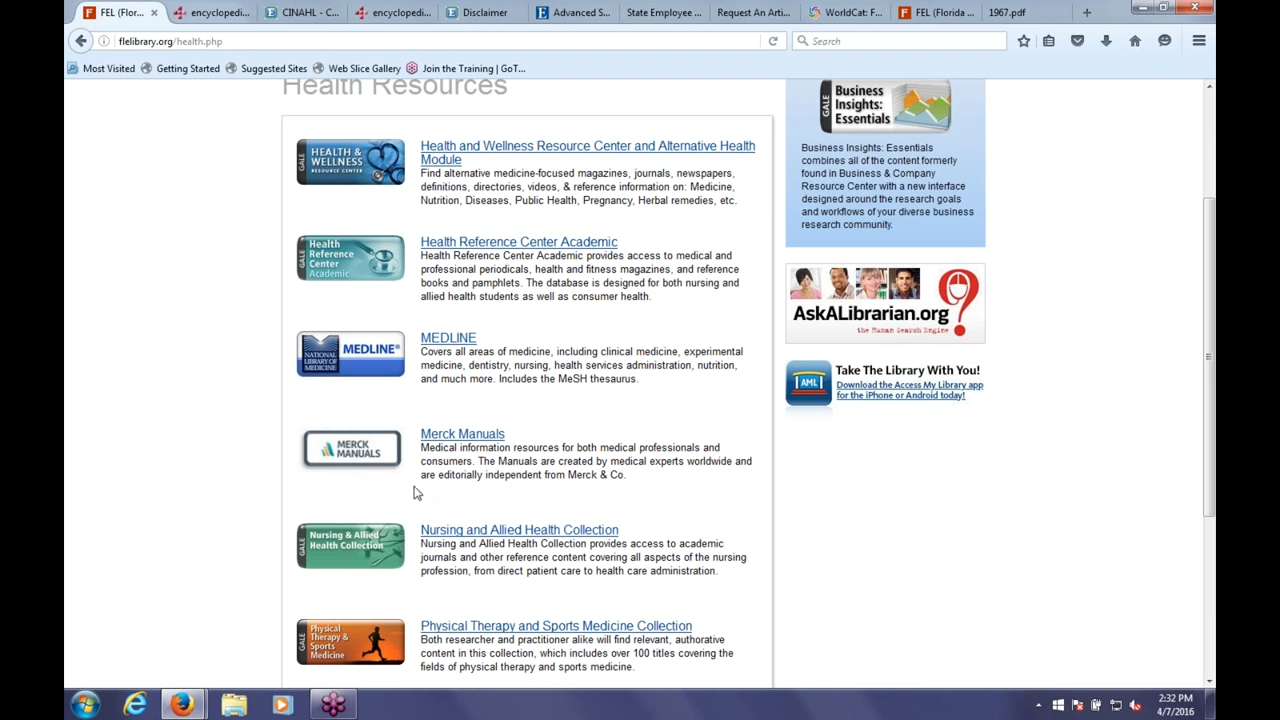 FEL (Flor...
encyclopedi...
CINAHL - C...
encyclopedi...
Disclaimer
Advanced S...
State Employee ...
Request An Arti...
WorldCat: F...
FEL (Florida ...
1967.pdf
flelibrary.org/health.php
Search
Most Visited
Getting Started
Suggested Sites
Web Slice Gallery
Join the Training | GoT...
Health Resources
GALE
HEALTH &
WELLNESS
RESOURCE CENTER
Health and Wellness Resource Center and Alternative Health
Module
Find alternative medicine-focused magazines, journals, newspapers,
definitions, directories, videos, & reference information on: Medicine,
Nutrition, Diseases, Public Health, Pregnancy, Herbal remedies, etc.
GALE
Health
Reference
Center
Academic
Health Reference Center Academic
Health Reference Center Academic provides access to medical and
professional periodicals, health and fitness magazines, and reference
books and pamphlets. The database is designed for both nursing and
allied health students as well as consumer health.
NATIONAL
LIBRARY OF
MEDICINE
MEDLINE®
MEDLINE
Covers all areas of medicine, including clinical medicine, experimental
medicine, dentistry, nursing, health services administration, nutrition,
and much more. Includes the MeSH thesaurus.
MERCK
MANUALS
Merck Manuals
Medical information resources for both medical professionals and
consumers. The Manuals are created by medical experts worldwide and
are editorially independent from Merck & Co.
GALE
Nursing & Allied
Health Collection
Nursing and Allied Health Collection
Nursing and Allied Health Collection provides access to academic
journals and other reference content covering all aspects of the nursing
profession, from direct patient care to health care administration.
GALE
Physical
Therapy &
Sports
Medicine
Physical Therapy and Sports Medicine Collection
Both researcher and practitioner alike will find relevant, authorative
content in this collection, which includes over 100 titles covering the
fields of physical therapy and sports medicine.
GALE
Business
Insights:
Essentials
Business Insights: Essentials
combines all of the content formerly
found in Business & Company
Resource Center with a new interface
designed around the research goals
and workflows of your diverse business
research community.
AskALibrarian.org
the Human Search Engine
AML
Take The Library With You!
Download the Access My Library app
for the iPhone or Android today!
2:32 PM
4/7/2016